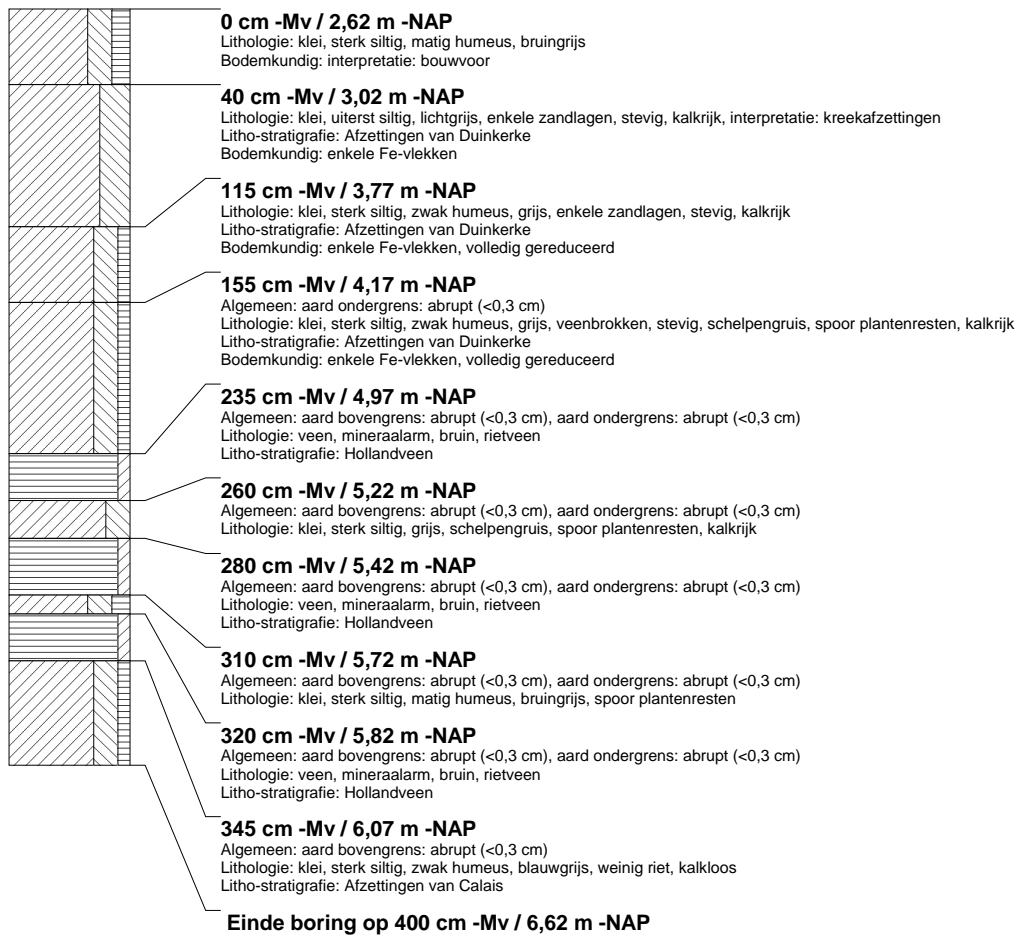 0 cm -Mv / 2,62 m -NAP
Lithologie: klei, sterk siltig, matig humeus, bruingrijs
Bodemkundig: interpretatie: bouwvoor
40 cm -Mv / 3,02 m -NAP
Lithologie: klei, uiterst siltig, lichtgrijs, enkele zandlagen, stevig, kalkrijk, interpretatie: kreekafzettingen
Litho-stratigrafie: Afzettingen van Duinkerke
Bodemkundig: enkele Fe-vlekken
115 cm -Mv / 3,77 m -NAP
Lithologie: klei, sterk siltig, zwak humeus, grijs, enkele zandlagen, stevig, kalkrijk
Litho-stratigrafie: Afzettingen van Duinkerke
Bodemkundig: enkele Fe-vlekken, volledig gereduceerd
155 cm -Mv / 4,17 m -NAP
Algemeen: aard ondergrens: abrupt (<0,3 cm)
Lithologie: klei, sterk siltig, zwak humeus, grijs, veenbrokken, stevig, schelpengruis, spoor plantenresten, kalkrijk
Litho-stratigrafie: Afzettingen van Duinkerke
Bodemkundig: enkele Fe-vlekken, volledig gereduceerd
235 cm -Mv / 4,97 m -NAP
Algemeen: aard bovengrens: abrupt (<0,3 cm), aard ondergrens: abrupt (<0,3 cm)
Lithologie: veen, mineraalarm, bruin, rietveen
Litho-stratigrafie: Hollandveen
260 cm -Mv / 5,22 m -NAP
Algemeen: aard bovengrens: abrupt (<0,3 cm), aard ondergrens: abrupt (<0,3 cm)
Lithologie: klei, sterk siltig, grijs, schelpengruis, spoor plantenresten, kalkrijk
280 cm -Mv / 5,42 m -NAP
Algemeen: aard bovengrens: abrupt (<0,3 cm), aard ondergrens: abrupt (<0,3 cm)
Lithologie: veen, mineraalarm, bruin, rietveen
Litho-stratigrafie: Hollandveen
310 cm -Mv / 5,72 m -NAP
Algemeen: aard bovengrens: abrupt (<0,3 cm), aard ondergrens: abrupt (<0,3 cm)
Lithologie: klei, sterk siltig, matig humeus, bruingrijs, spoor plantenresten
320 cm -Mv / 5,82 m -NAP
Algemeen: aard bovengrens: abrupt (<0,3 cm), aard ondergrens: abrupt (<0,3 cm)
Lithologie: veen, mineraalarm, bruin, rietveen
Litho-stratigrafie: Hollandveen
345 cm -Mv / 6,07 m -NAP
Algemeen: aard bovengrens: abrupt (<0,3 cm)
Lithologie: klei, sterk siltig, zwak humeus, blauwgrijs, weinig riet, kalkloos
Litho-stratigrafie: Afzettingen van Calais
Einde boring op 400 cm -Mv / 6,62 m -NAP